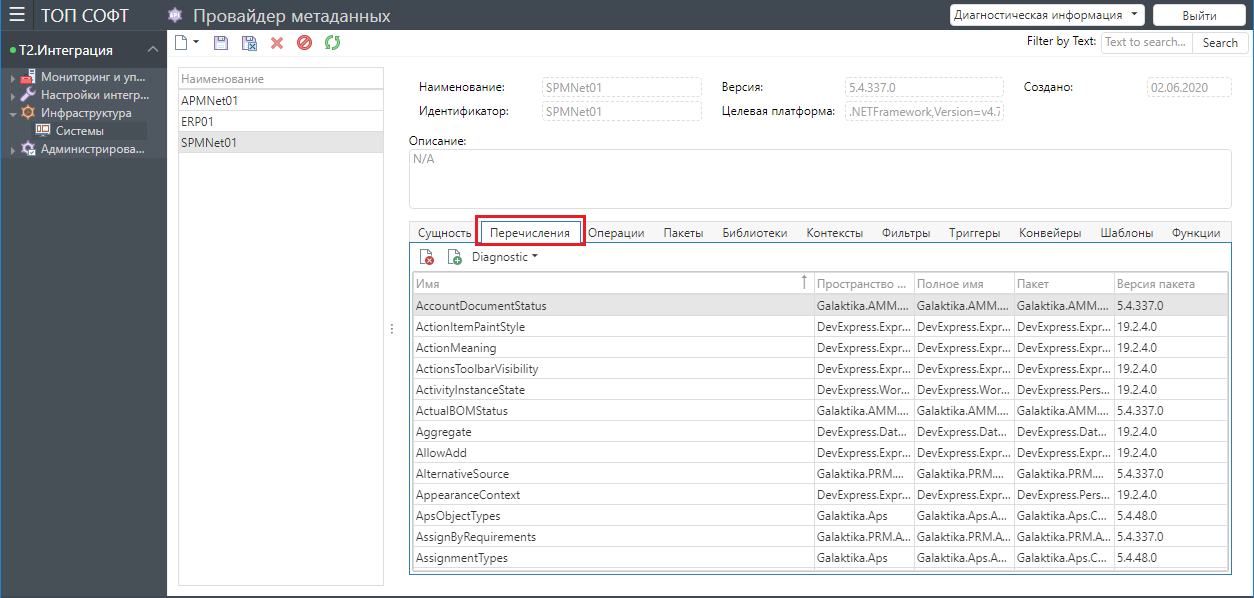 ТОП СОФТ
Провайдер метаданных
Диагностическая информация
Выйти
Т2.Интеграция
Filter by Text: Text to search... Search
Мониторинг и уп...
Настройки интегр...
Инфраструктура
Системы
Администрирова...
Наименование
APMNet01
ERP01
SPMNet01
Наименование: SPMNet01 Версия: 5.4.337.0 Создано: 02.06.2020
Идентификатор: SPMNet01 Целевая платформа: .NETFramework,Version=v4.7
Описание:
N/A
Сущность Перечисления Операции Пакеты Библиотеки Контексты Фильтры Триггеры Конвейеры Шаблоны Функции
Diagnostic
Имя Пространство ... Полное имя Пакет Версия пакета
AccountDocumentStatus Galaktika.AMM.... Galaktika.AMM.... Galaktika.AMM.... 5.4.337.0
ActionItemPaintStyle DevExpress.Expr... DevExpress.Expr... DevExpress.Expr... 19.2.4.0
ActionMeaning DevExpress.Expr... DevExpress.Expr... DevExpress.Expr... 19.2.4.0
ActionsToolbarVisibility DevExpress.Expr... DevExpress.Expr... DevExpress.Expr... 19.2.4.0
ActivityInstanceState DevExpress.Wor... DevExpress.Wor... DevExpress.Pers... 19.2.4.0
ActualBOMStatus Galaktika.AMM.... Galaktika.AMM.... Galaktika.AMM.... 5.4.337.0
Aggregate DevExpress.Dat... DevExpress.Dat... DevExpress.Dat... 19.2.4.0
AllowAdd DevExpress.Expr... DevExpress.Expr... DevExpress.Expr... 19.2.4.0
AlternativeSource Galaktika.PRM.... Galaktika.PRM.... Galaktika.PRM.... 5.4.337.0
AppearanceContext DevExpress.Expr... DevExpress.Expr... DevExpress.Pers... 19.2.4.0
ApsObjectTypes Galaktika.Aps Galaktika.Aps.A... Galaktika.Aps.C... 5.4.48.0
AssignByRequirements Galaktika.PRM.A... Galaktika.PRM.A... Galaktika.PRM.A... 5.4.337.0
AssignmentTypes Galaktika.Aps Galaktika.Aps.A... Galaktika.Aps.C... 5.4.48.0